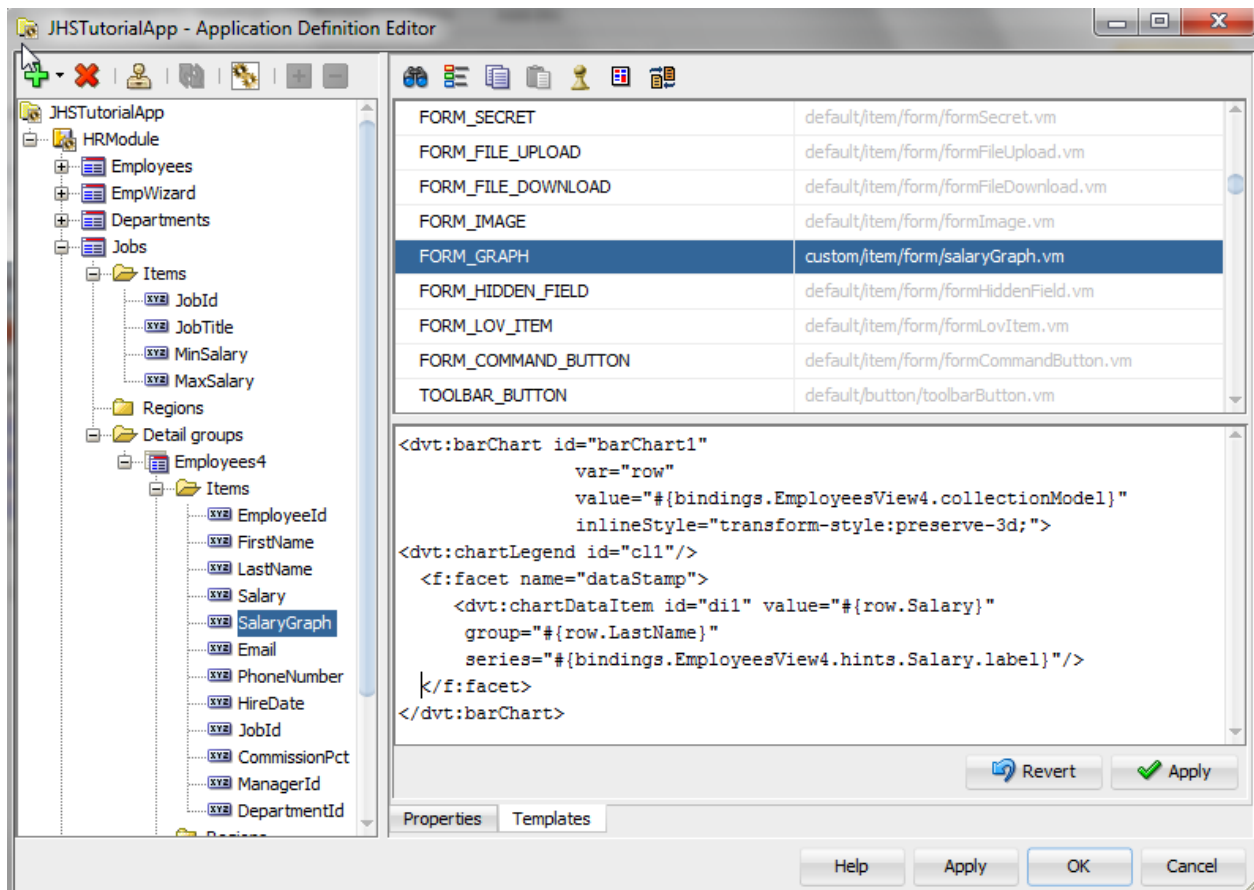 JHSTutorialApp - Application Definition Editor
JHSTutorialApp
HRModule
Employees
EmpWizard
Departments
Jobs
Items
JobId
JobTitle
MinSalary
MaxSalary
Regions
Detail groups
Employees4
Items
EmployeeId
FirstName
LastName
Salary
SalaryGraph
Email
PhoneNumber
HireDate
JobId
CommissionPct
ManagerId
DepartmentId
Regions
FORM_SECRET default/item/form/formSecret.vm
FORM_FILE_UPLOAD default/item/form/formFileUpload.vm
FORM_FILE_DOWNLOAD default/item/form/formFileDownload.vm
FORM_IMAGE default/item/form/formImage.vm
FORM_GRAPH custom/item/form/salaryGraph.vm
FORM_HIDDEN_FIELD default/item/form/formHiddenField.vm
FORM_LOV_ITEM default/item/form/formLovItem.vm
FORM_COMMAND_BUTTON default/item/form/formCommandButton.vm
TOOLBAR_BUTTON default/button/toolbarButton.vm
<dvt:barChart id="barChart1"
var="row"
value="#{bindings.EmployeesView4.collectionModel}"
inlineStyle="transform-style:preserve-3d;">
<dvt:chartLegend id="cl1"/>
<f:facet name="dataStamp">
<dvt:chartDataItem id="di1" value="#{row.Salary}"
group="#{row.LastName}"
series="#{bindings.EmployeesView4.hints.Salary.label}"/>
</f:facet>
</dvt:barChart>
Revert Apply
Properties Templates
Help Apply OK Cancel